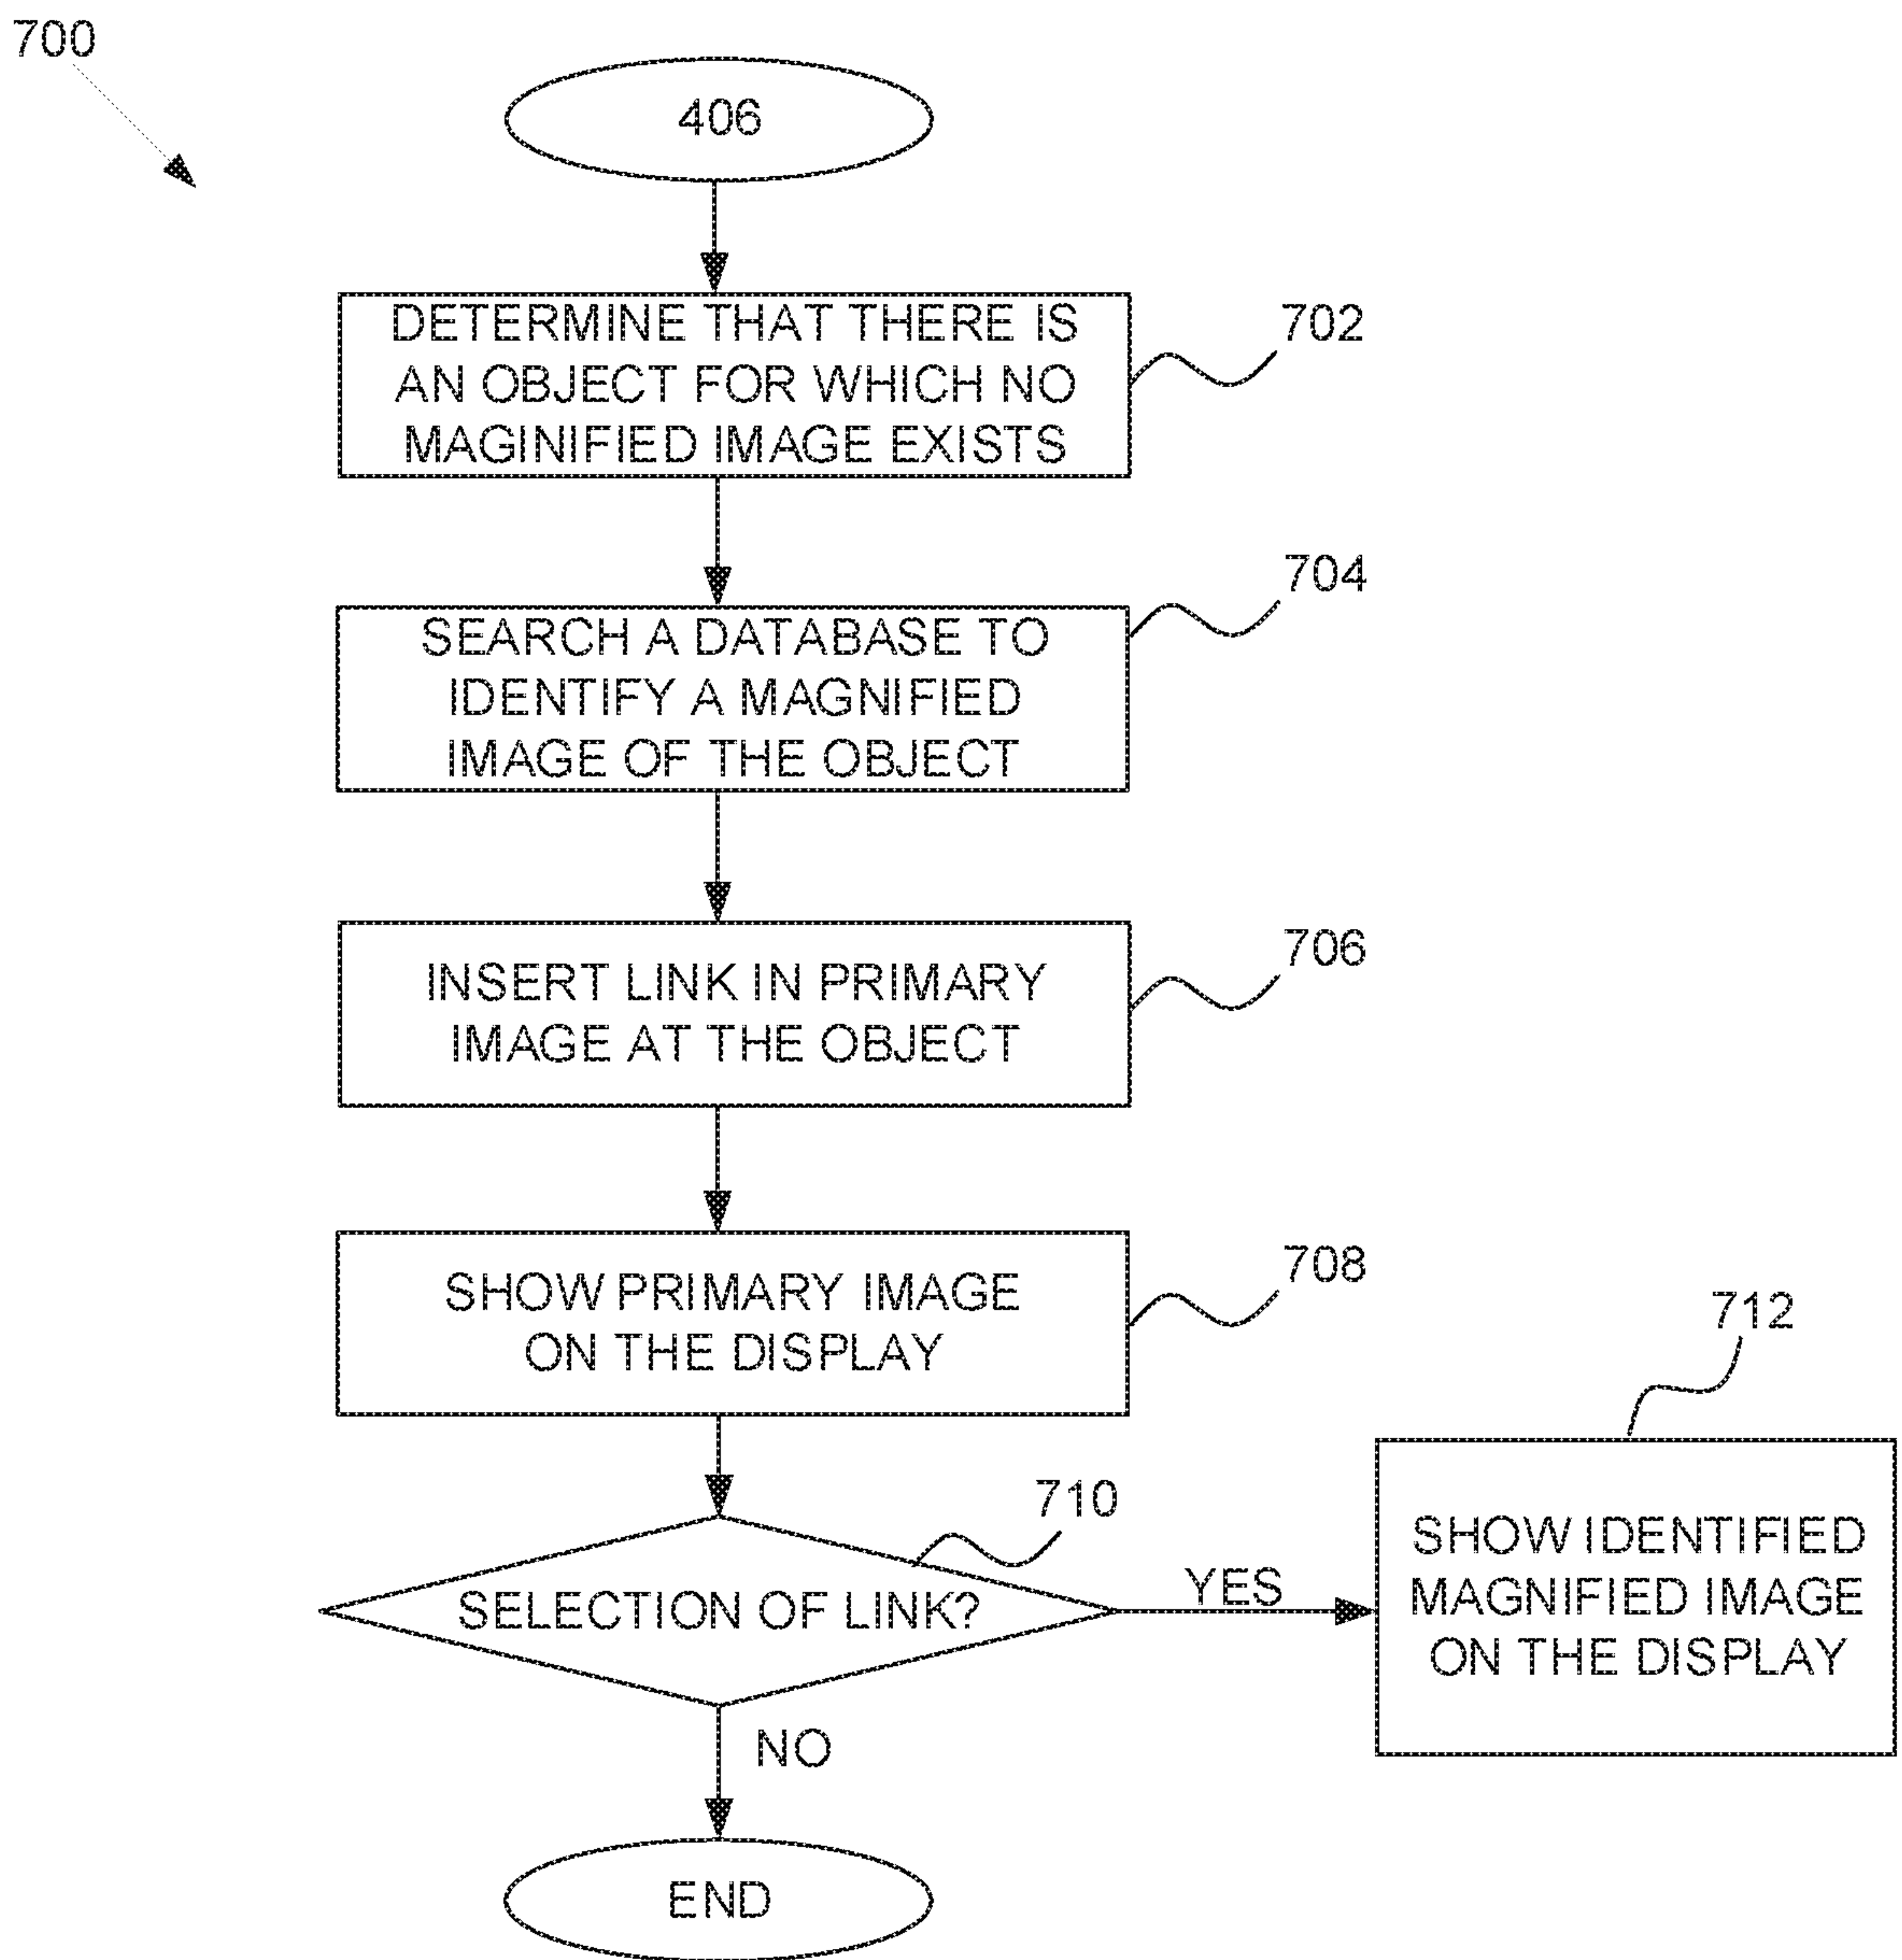 700
406
DETERMINE THAT THERE IS
AN OBJECT FOR WHICH NO
MAGINIFIED IMAGE EXISTS
702
SEARCH A DATABASE TO
IDENTIFY A MAGNIFIED
IMAGE OF THE OBJECT
704
INSERT LINK IN PRIMARY
IMAGE AT THE OBJECT
706
SHOW PRIMARY IMAGE
ON THE DISPLAY
708
SELECTION OF LINK?
710
YES
712
SHOW IDENTIFIED
MAGNIFIED IMAGE
ON THE DISPLAY
NO
END